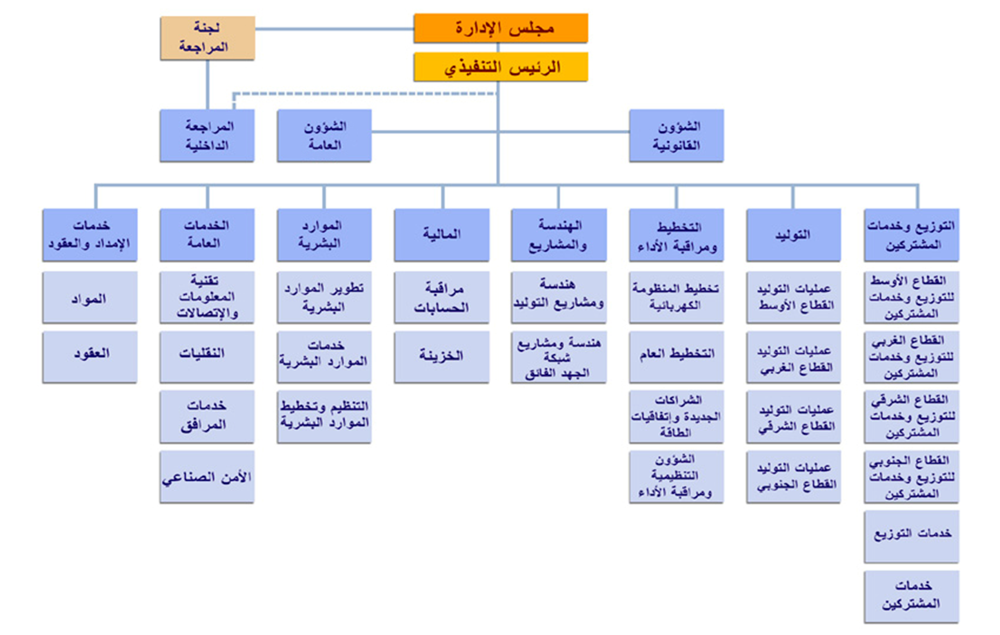 مجلس الإدارة
لجنة
المراجعة
الرئيس التنفيذي
الشؤون
القانونية
الشؤون
العامة
المراجعة
الداخلية
التوزيع وخدمات
المشتركين
التوليد
التخطيط
ومراقبة الأداء
الهندسة
والمشاريع
المالية
الموارد
البشرية
الخدمات
العامة
خدمات
الإمداد والعقود
القطاع الأوسط
للتوزيع وخدمات
المشتركين
القطاع الغربي
للتوزيع وخدمات
المشتركين
القطاع الشرقي
للتوزيع وخدمات
المشتركين
القطاع الجنوبي
للتوزيع وخدمات
المشتركين
خدمات التوزيع
خدمات
المشتركين
عمليات التوليد
القطاع الأوسط
عمليات التوليد
القطاع الغربي
عمليات التوليد
القطاع الشرقي
عمليات التوليد
القطاع الجنوبي
تخطيط المنظومة
الكهربائية
التخطيط العام
الشراكات
الجديدة وإتفاقيات
الطاقة
الشؤون
التنظيمية
ومراقبة الأداء
هندسة
ومشاريع التوليد
هندسة ومشاريع
شبكة
الجهد الفائق
مراقبة
الحسابات
الخزينة
تطوير الموارد
البشرية
خدمات
الموارد البشرية
التنظيم وتخطيط
الموارد البشرية
تقنية
المعلومات
والإتصالات
النقليات
خدمات
المرافق
الأمن الصناعي
المواد
العقود